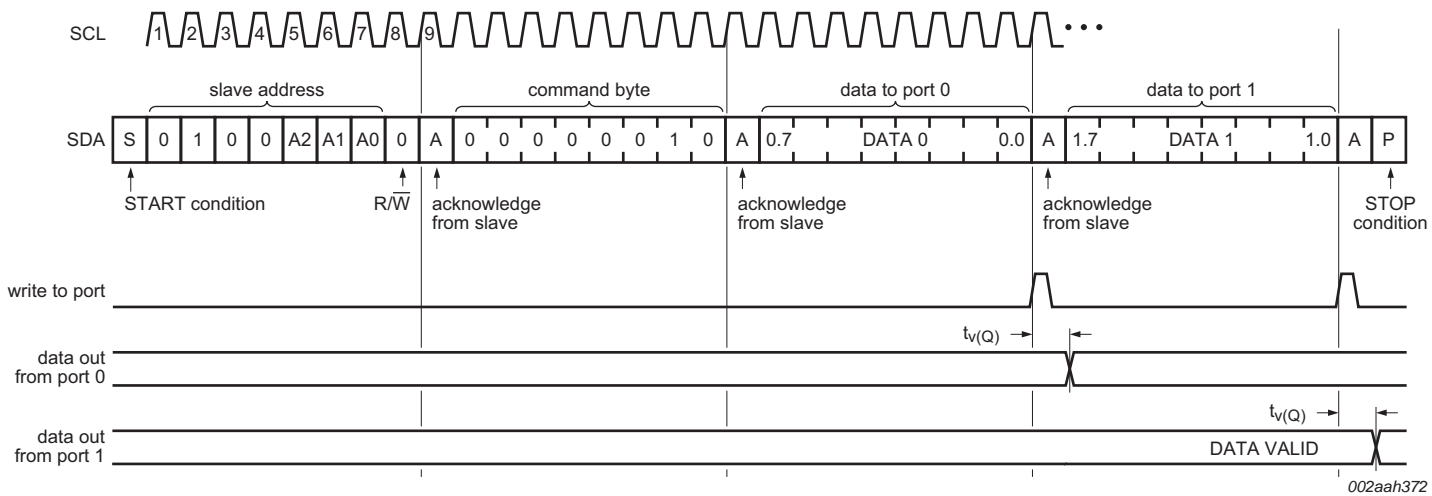 SCL 1 2 3 4 5 6 7 8 9 •••
slave address command byte data to port 0 data to port 1
SDA S 0 1 0 0 A2 A1 A0 0 A 0 0 0 0 0 0 1 0 A 0.7 DATA 0 0.0 A 1.7 DATA 1 1.0 A P
START condition R/W̅ acknowledge from slave acknowledge from slave acknowledge from slave STOP condition
write to port
tv(Q)
data out
from port 0
tv(Q)
data out
from port 1 DATA VALID
002aah372